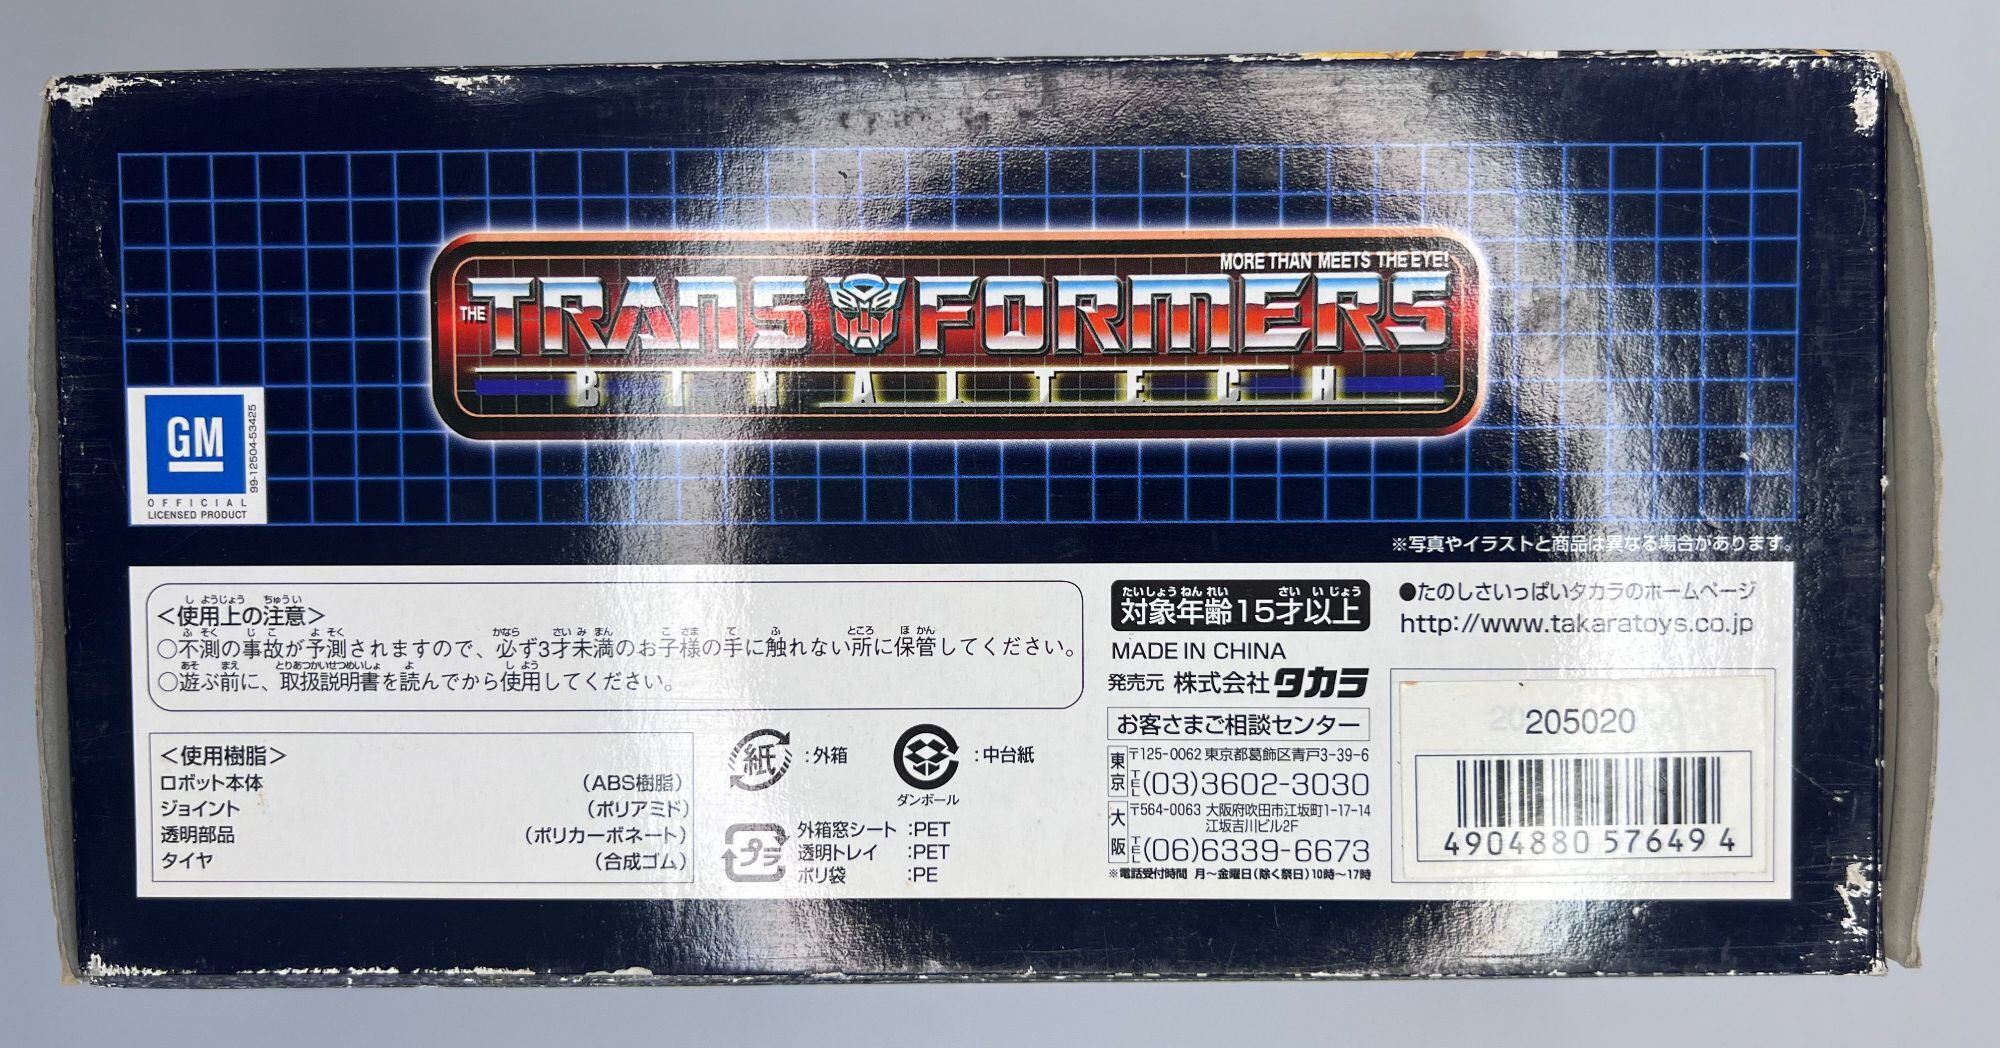 MORE THAN MEETS THE EYE!
THE TRANSFORMERS
BINALTECH
GM
OFFICIAL
LICENSED PRODUCT
99-12504-53425
※写真やイラストと商品は異なる場合があります。
＜使用上の注意＞
○不測の事故が予測されますので、必ず3才未満のお子様の手に触れない所に保管してください。
○遊ぶ前に、取扱説明書を読んでから使用してください。
＜使用樹脂＞
ロボット本体 (ABS樹脂)
ジョイント (ポリアミド)
透明部品 (ポリカーボネート)
タイヤ (合成ゴム)
紙 :外箱
:中台紙
ダンボール
プラ
外箱窓シート :PET
透明トレイ :PET
ポリ袋 :PE
対象年齢15才以上
MADE IN CHINA
発売元 株式会社タカラ
お客さまご相談センター
東京 〒125-0062 東京都葛飾区青戸3-39-6
TEL (03)3602-3030
大阪 〒564-0063 大阪府吹田市江坂町1-17-14
江坂吉川ビル2F
TEL (06)6339-6673
※電話受付時間 月〜金曜日(除く祭日)10時〜17時
●たのしさいっぱいタカラのホームページ
http://www.takaratoys.co.jp
205020
4904880 576494